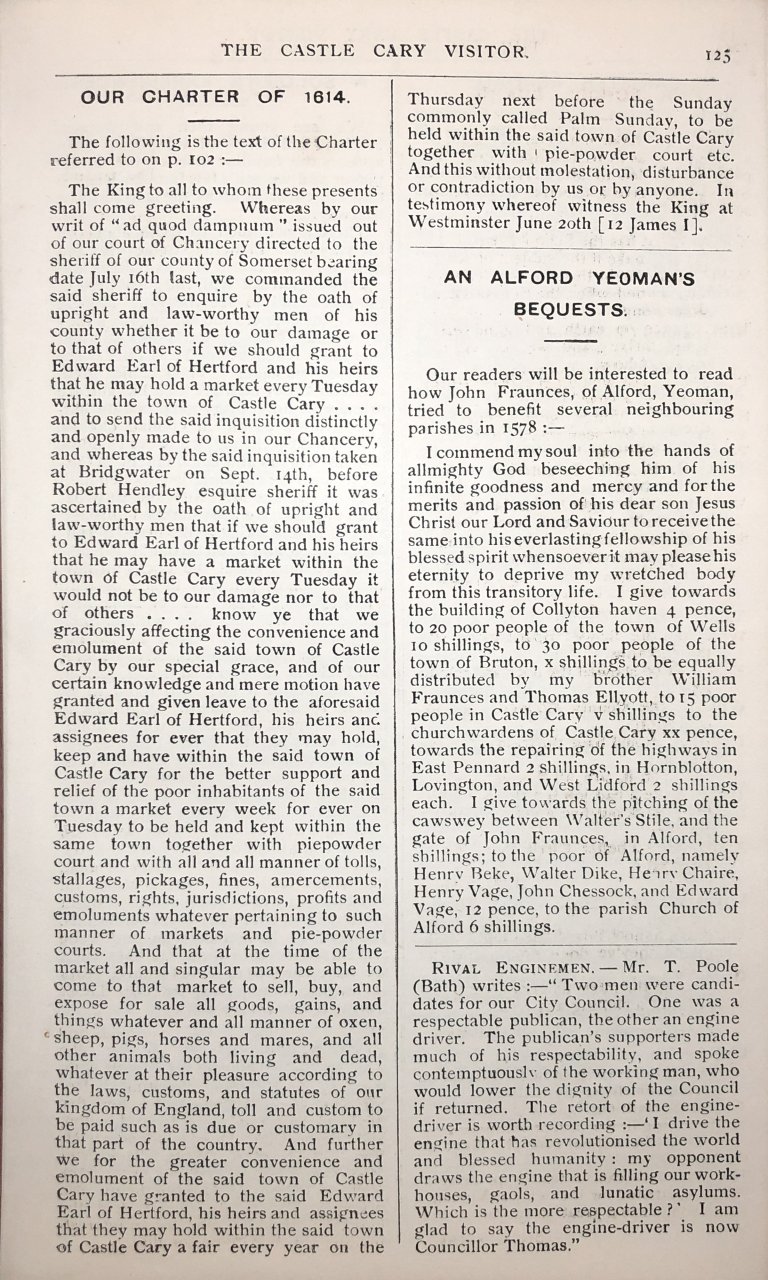 THE CASTLE CARY VISITOR.
125
OUR CHARTER OF 1614.
The following is the text of the Charter
referred to on p. 102 :—
The King to all to whom these presents
shall come greeting. Whereas by our
writ of "ad quod dampnum" issued out
of our court of Chancery directed to the
sheriff of our county of Somerset bearing
date July 16th last, we commanded the
said sheriff to enquire by the oath of
upright and law-worthy men of his
county whether it be to our damage or
to that of others if we should grant to
Edward Earl of Hertford and his heirs
that he may hold a market every Tuesday
within the town of Castle Cary . . . .
and to send the said inquisition distinctly
and openly made to us in our Chancery,
and whereas by the said inquisition taken
at Bridgwater on Sept. 14th, before
Robert Hendley esquire sheriff it was
ascertained by the oath of upright and
law-worthy men that if we should grant
to Edward Earl of Hertford and his heirs
that he may have a market within the
town of Castle Cary every Tuesday it
would not be to our damage nor to that
of others . . . . know ye that we
graciously affecting the convenience and
emolument of the said town of Castle
Cary by our special grace, and of our
certain knowledge and mere motion have
granted and given leave to the aforesaid
Edward Earl of Hertford, his heirs and
assignees for ever that they may hold,
keep and have within the said town of
Castle Cary for the better support and
relief of the poor inhabitants of the said
town a market every week for ever on
Tuesday to be held and kept within the
same town together with piepowder
court and with all and all manner of tolls,
stallages, pickages, fines, amercements,
customs, rights, jurisdictions, profits and
emoluments whatever pertaining to such
manner of markets and pie-powder
courts. And that at the time of the
market all and singular may be able to
come to that market to sell, buy, and
expose for sale all goods, gains, and
things whatever and all manner of oxen,
sheep, pigs, horses and mares, and all
other animals both living and dead,
whatever at their pleasure according to
the laws, customs, and statutes of our
kingdom of England, toll and custom to
be paid such as is due or customary in
that part of the country. And further
we for the greater convenience and
emolument of the said town of Castle
Cary have granted to the said Edward
Earl of Hertford, his heirs and assignees
that they may hold within the said town
of Castle Cary a fair every year on the
Thursday next before the Sunday
commonly called Palm Sunday, to be
held within the said town of Castle Cary
together with pie-powder court etc.
And this without molestation, disturbance
or contradiction by us or by anyone. In
testimony whereof witness the King at
Westminster June 20th [12 James I].
AN ALFORD YEOMAN'S
BEQUESTS.
Our readers will be interested to read
how John Fraunces, of Alford, Yeoman,
tried to benefit several neighbouring
parishes in 1578 :—
I commend my soul into the hands of
allmighty God beseeching him of his
infinite goodness and mercy and for the
merits and passion of his dear son Jesus
Christ our Lord and Saviour to receive the
same into his everlasting fellowship of his
blessed spirit whensoever it may please his
eternity to deprive my wretched body
from this transitory life. I give towards
the building of Collyton haven 4 pence,
to 20 poor people of the town of Wells
10 shillings, to 30 poor people of the
town of Bruton, x shillings to be equally
distributed by my brother William
Fraunces and Thomas Ellyott, to 15 poor
people in Castle Cary v shillings to the
churchwardens of Castle Cary xx pence,
towards the repairing of the highways in
East Pennard 2 shillings, in Hornblotton,
Lovington, and West Lidford 2 shillings
each. I give towards the pitching of the
cawswey between Walter's Stile, and the
gate of John Fraunces, in Alford, ten
shillings; to the poor of Alford, namely
Henry Beke, Walter Dike, Henry Chaire,
Henry Vage, John Chessock, and Edward
Vage, 12 pence, to the parish Church of
Alford 6 shillings.
RIVAL ENGINEMEN. — Mr. T. Poole
(Bath) writes :—" Two men were candi-
dates for our City Council. One was a
respectable publican, the other an engine
driver. The publican's supporters made
much of his respectability, and spoke
contemptuously of the working man, who
would lower the dignity of the Council
if returned. The retort of the engine-
driver is worth recording :—' I drive the
engine that has revolutionised the world
and blessed humanity : my opponent
draws the engine that is filling our work-
houses, gaols, and lunatic asylums.
Which is the more respectable ?' I am
glad to say the engine-driver is now
Councillor Thomas."